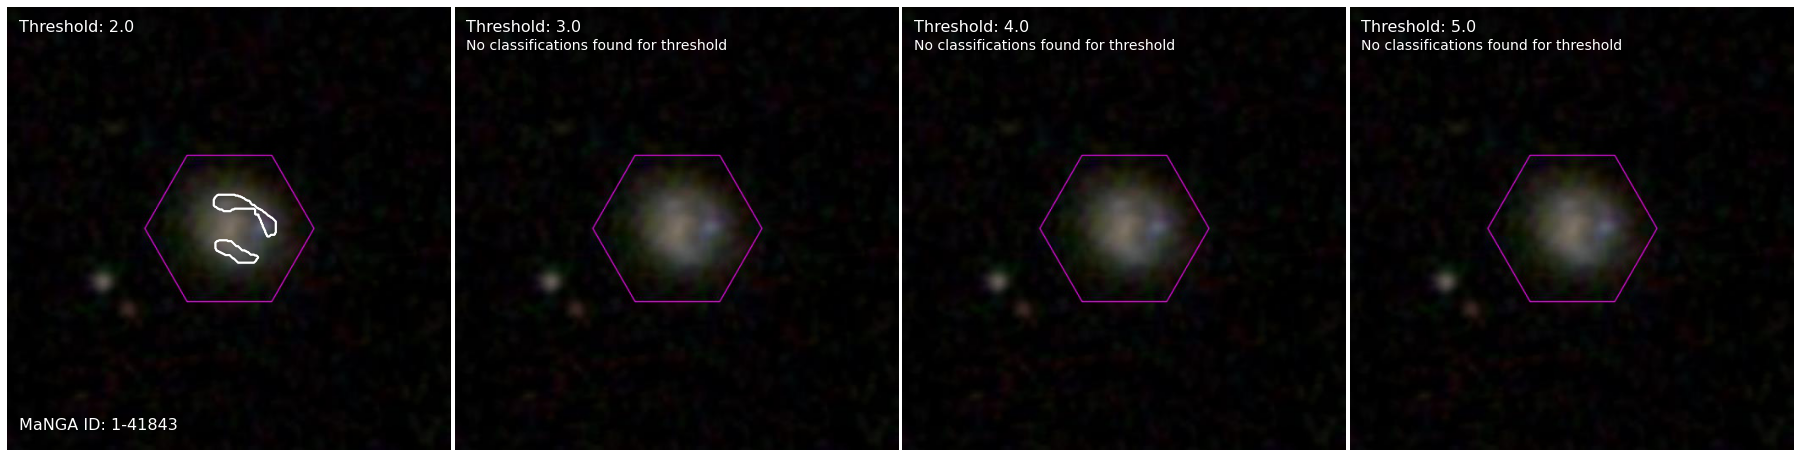 Threshold: 2.0
MaNGA ID: 1-41843
Threshold: 3.0
No classifications found for threshold
Threshold: 4.0
No classifications found for threshold
Threshold: 5.0
No classifications found for threshold